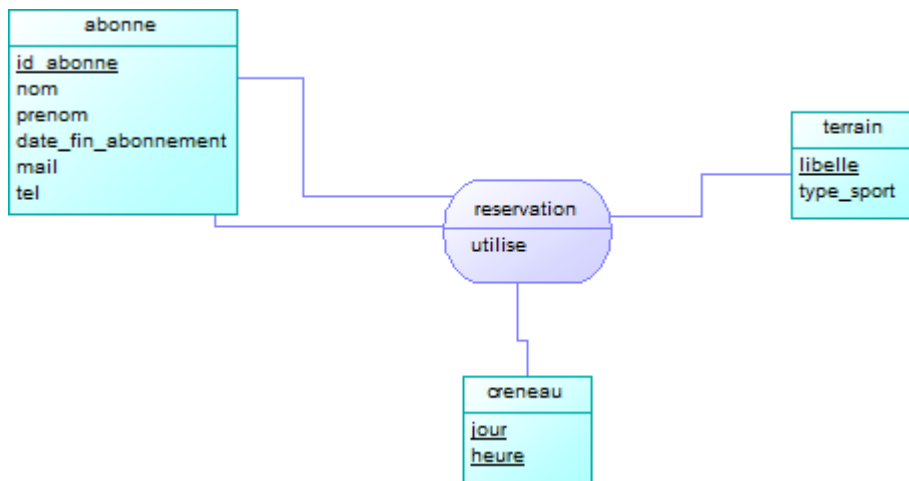 abonne
id_abonne
nom
prenom
date_fin_abonnement
mail
tel
terrain
libelle
type_sport
reservation
utilise
creneau
jour
heure